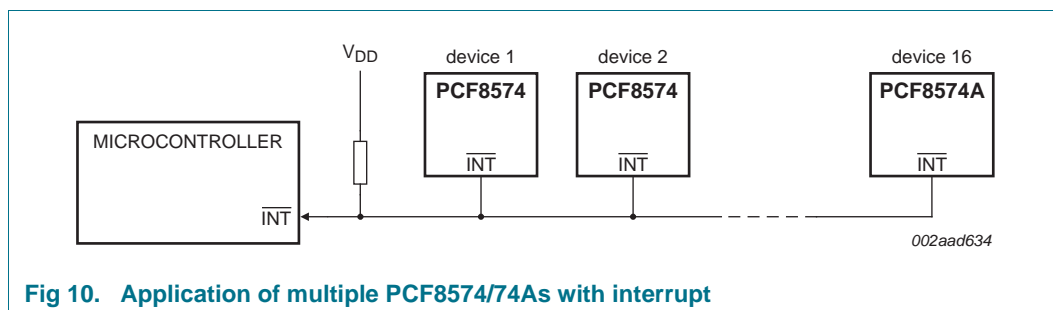 V_DD device 1 device 2 device 16
PCF8574 PCF8574 PCF8574A
MICROCONTROLLER
INT INT INT
INT
002aad634
Fig 10. Application of multiple PCF8574/74As with interrupt